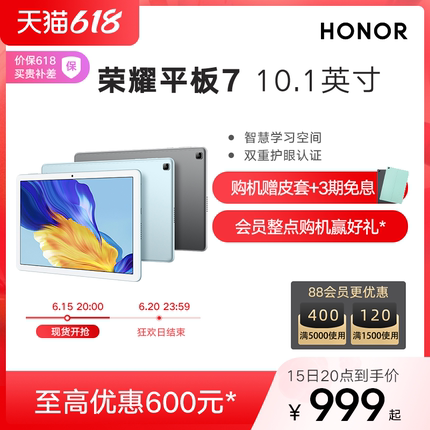 天猫618
HONOR
价保618
买贵补差
保
荣耀平板7 10.1英寸
智慧学习空间
双重护眼认证
购机赠皮套+3期免息
会员整点购机赢好礼*
6.15 20:00
6.20 23:59
现货开抢
狂欢日结束
88会员更优惠
400
120
满5000使用
满1500使用
至高优惠600元*
15日20点到手价
¥999起